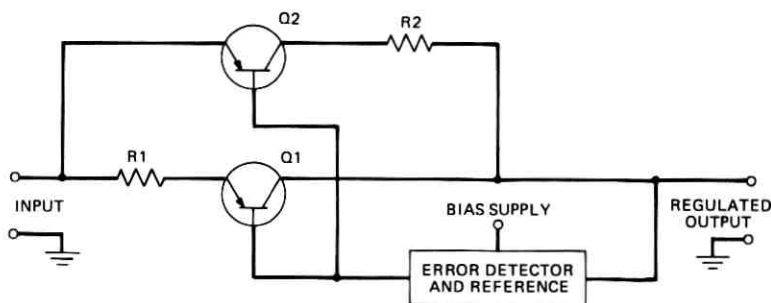 Q2
R2
R1
Q1
INPUT
BIAS SUPPLY
REGULATED
OUTPUT
ERROR DETECTOR
AND REFERENCE